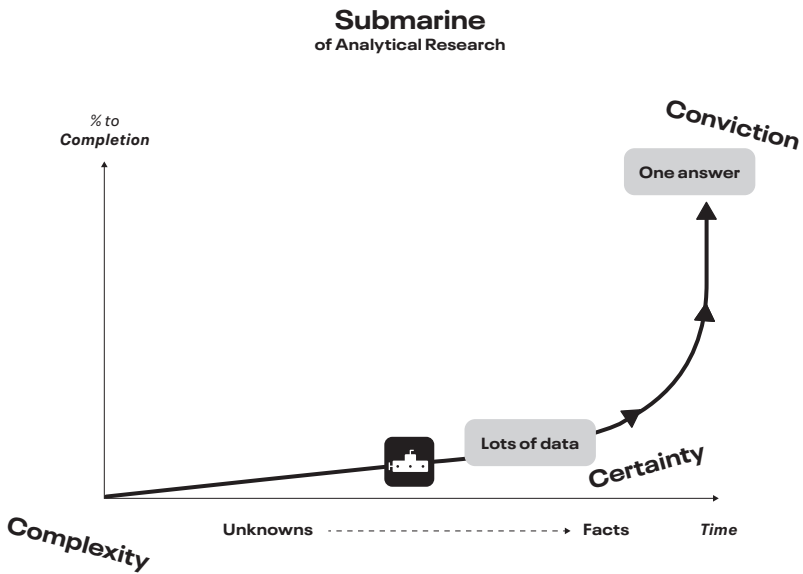 Submarine
of Analytical Research
% to
Completion
Conviction
One answer
Lots of data
Certainty
Complexity
Unknowns
Facts
Time